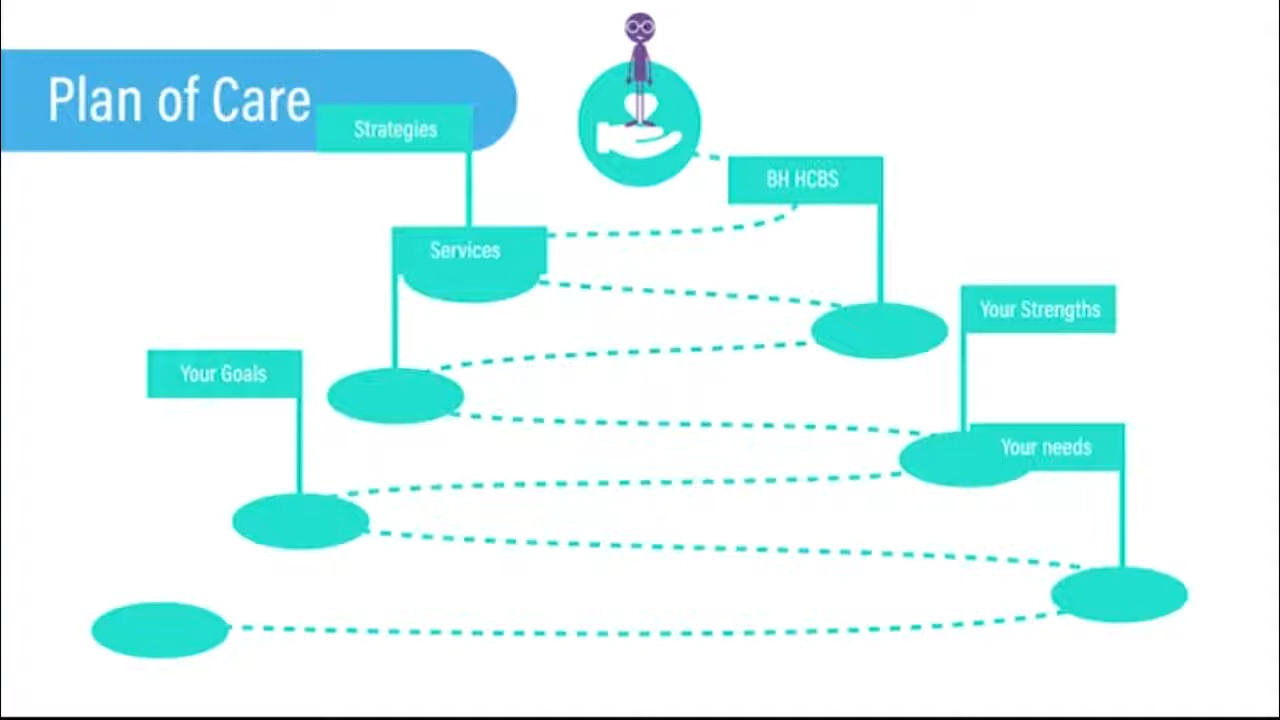 Plan of Care
Strategies
BH HCBS
Services
Your Strengths
Your Goals
Your needs